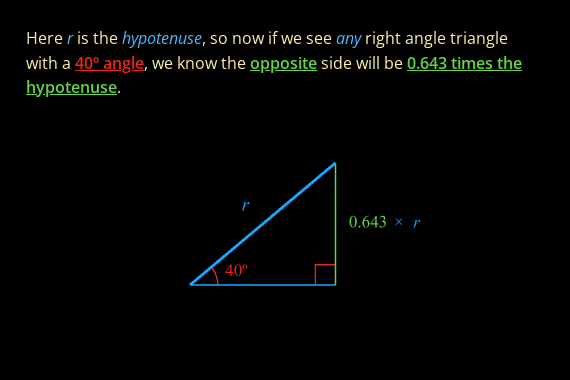 Here r is the hypotenuse, so now if we see any right angle triangle
with a 40º angle, we know the opposite side will be 0.643 times the
hypotenuse.
r
0.643 × r
40º